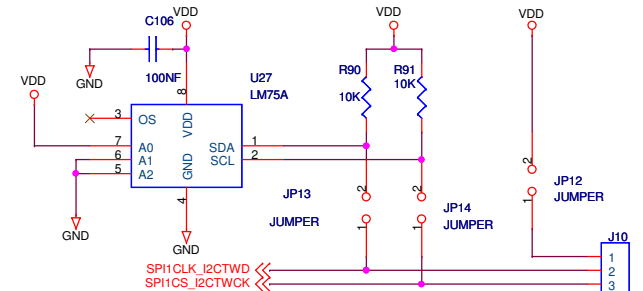 VDD
C106
VDD
VDD
GND
100NF
8
U27
LM75A
R90
10K
R91
10K
VDD
3
OS
VDD
7
A0
SDA
1
6
A1
SCL
2
5
A2
GND
4
GND
GND
2
JP13
JUMPER
1
2
JP14
JUMPER
1
2
JP12
JUMPER
1
J10
1
2
3
SPI1CLK_I2CTWD
SPI1CS_I2CTWCK